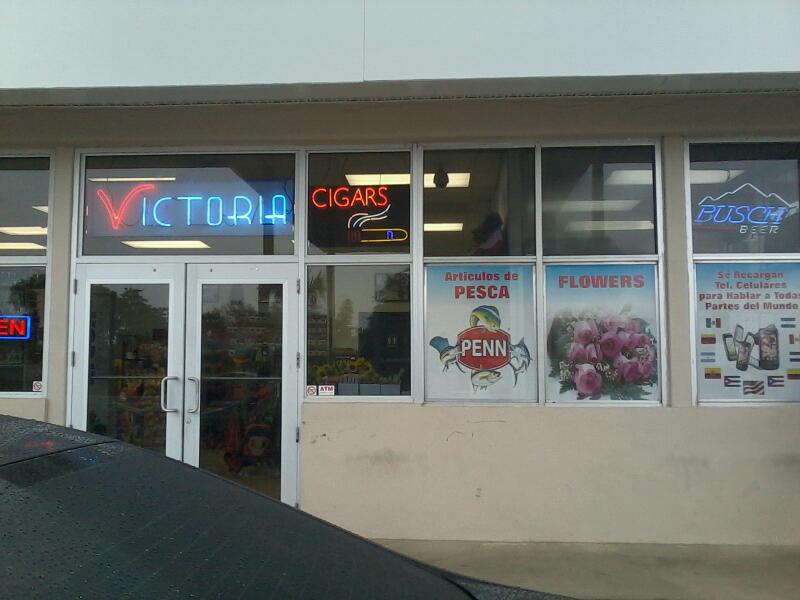 VICTORIA
CIGARS
BUSCH
BEER
EN
ATM
Articulos de
PESCA
PENN
FLOWERS
Se Recargan
Tel. Celulares
para Hablar a Todas
Partes del Mundo